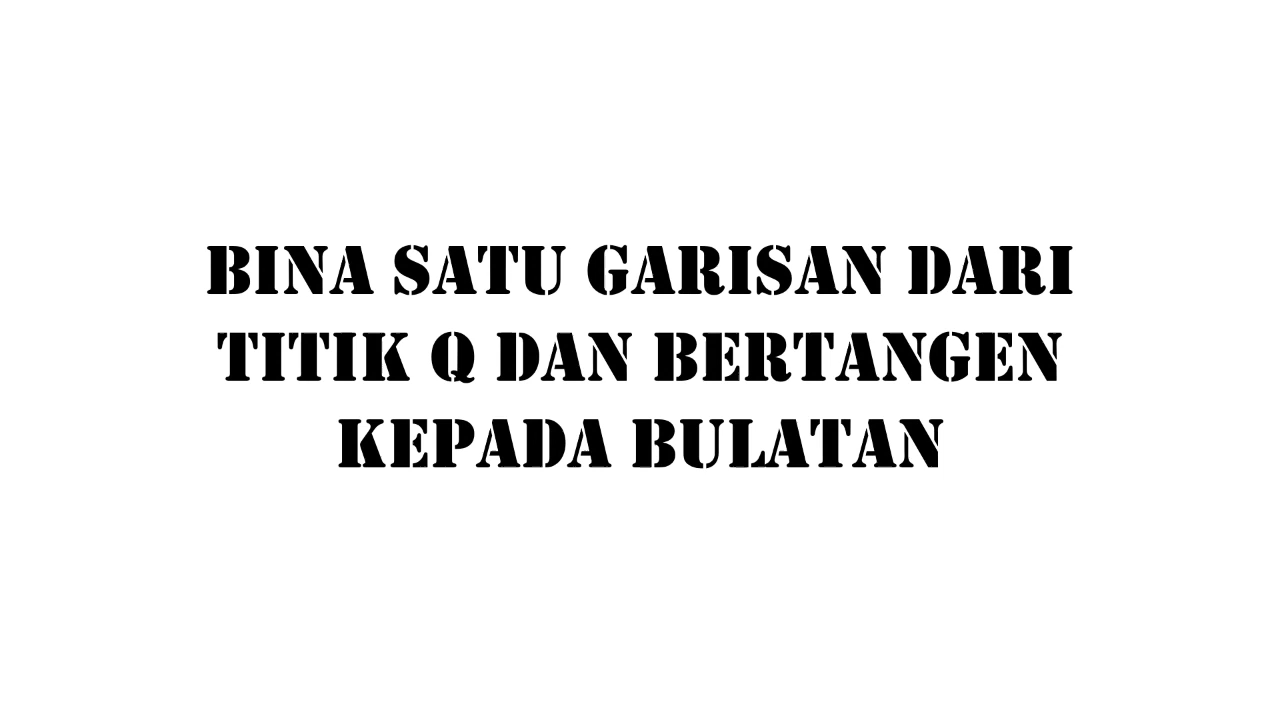 BINA SATU GARISAN DARI
TITIK Q DAN BERTANGEN
KEPADA BULATAN